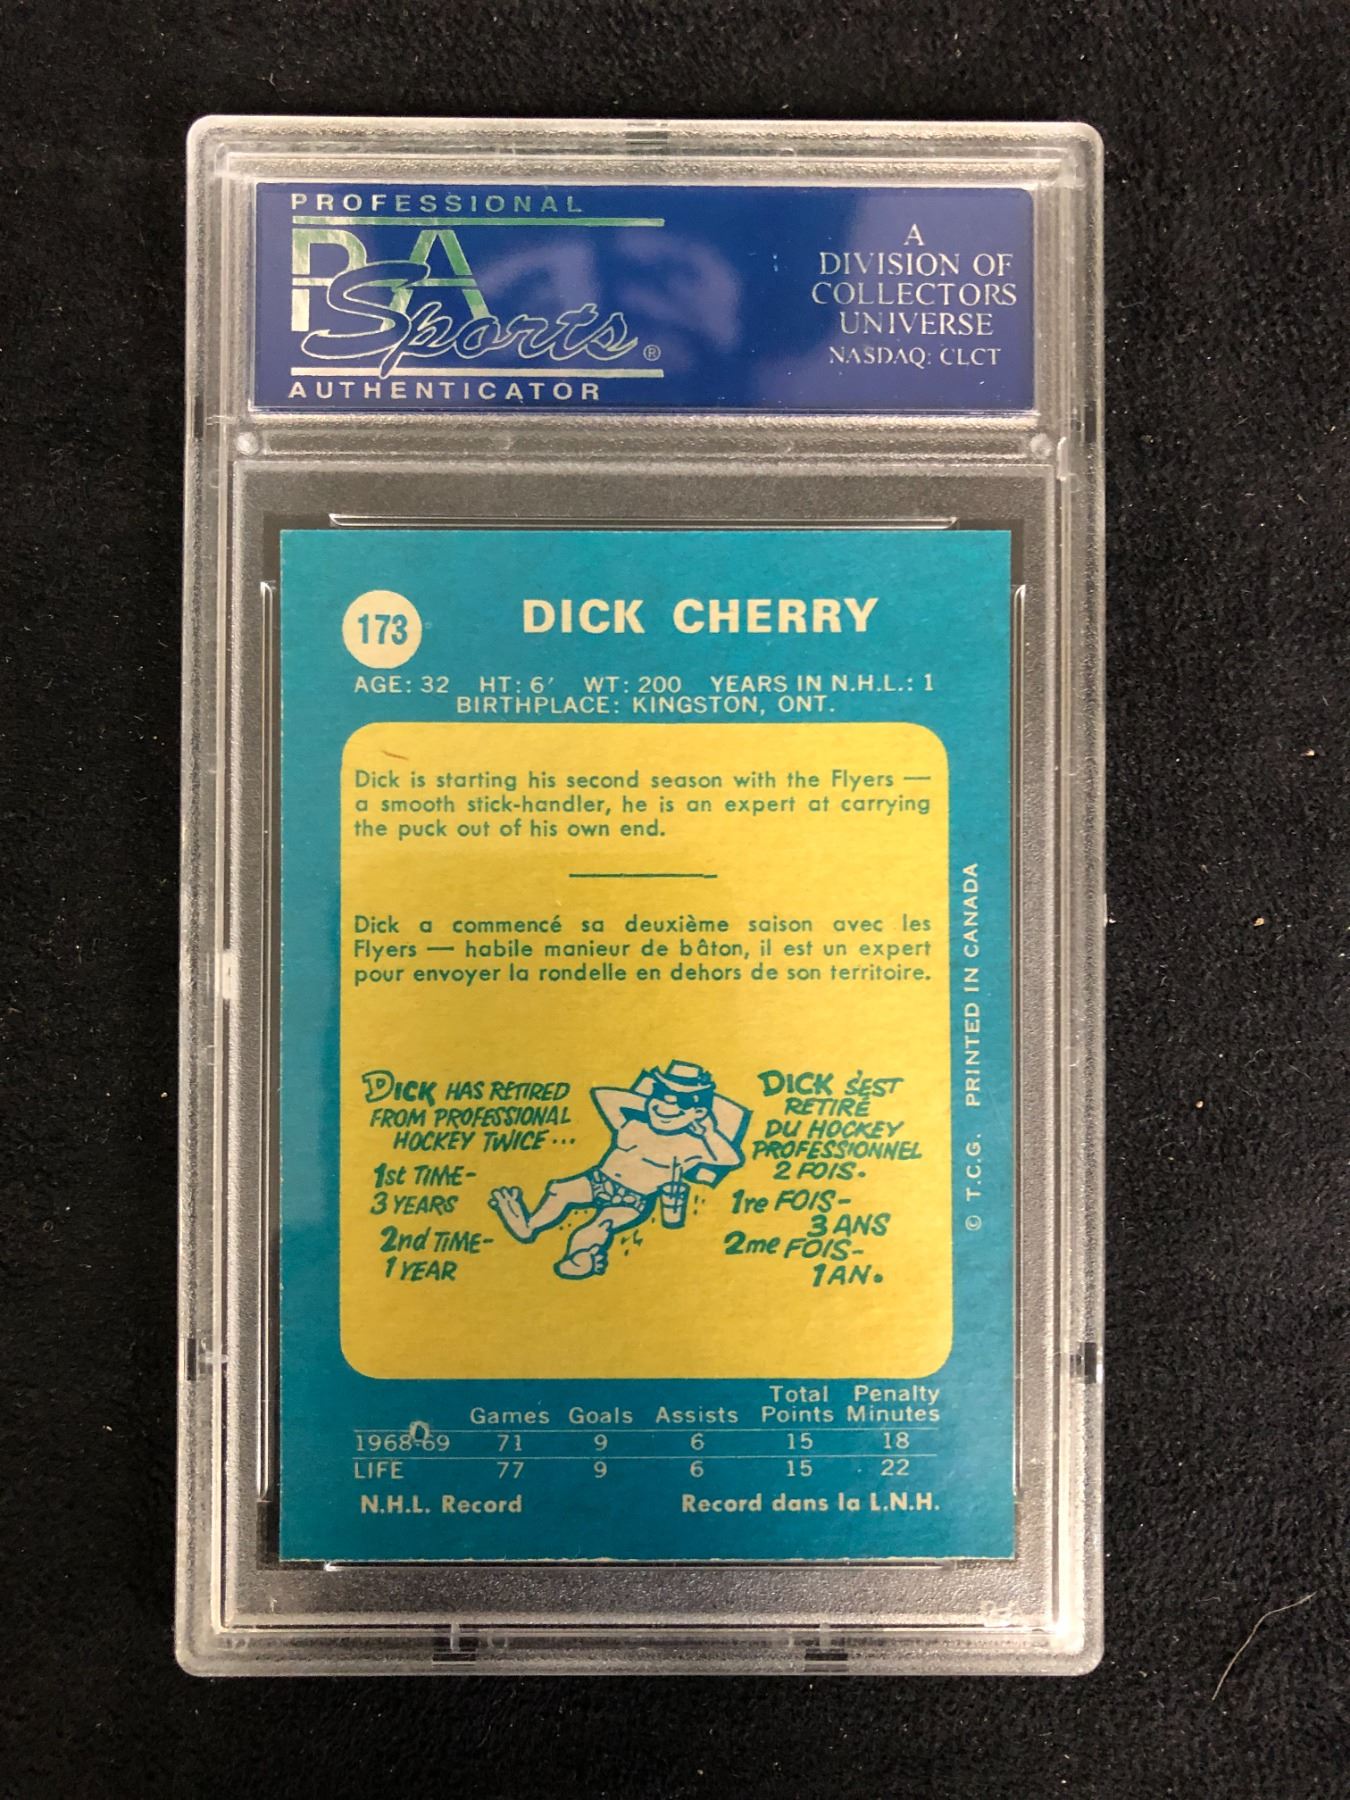 PROFESSIONAL
PSA
Sports®
AUTHENTICATOR
A
DIVISION OF
COLLECTORS
UNIVERSE
NASDAQ: CLCT
173
DICK CHERRY
AGE: 32 HT: 6′ WT: 200 YEARS IN N.H.L.: 1
BIRTHPLACE: KINGSTON, ONT.
Dick is starting his second season with the Flyers —
a smooth stick-handler, he is an expert at carrying
the puck out of his own end.
Dick a commencé sa deuxième saison avec les
Flyers — habile manieur de bâton, il est un expert
pour envoyer la rondelle en dehors de son territoire.
DICK HAS RETIRED
FROM PROFESSIONAL
HOCKEY TWICE...
1st TIME-
3 YEARS
2nd TIME-
1 YEAR
DICK S'EST
RETIRÉ
DU HOCKEY
PROFESSIONNEL
2 FOIS.
1re FOIS-
3 ANS
2me FOIS-
1 AN.
© T.C.G. PRINTED IN CANADA
Total Penalty
Games Goals Assists Points Minutes
1968-69 71 9 6 15 18
LIFE 77 9 6 15 22
N.H.L. Record Record dans la L.N.H.